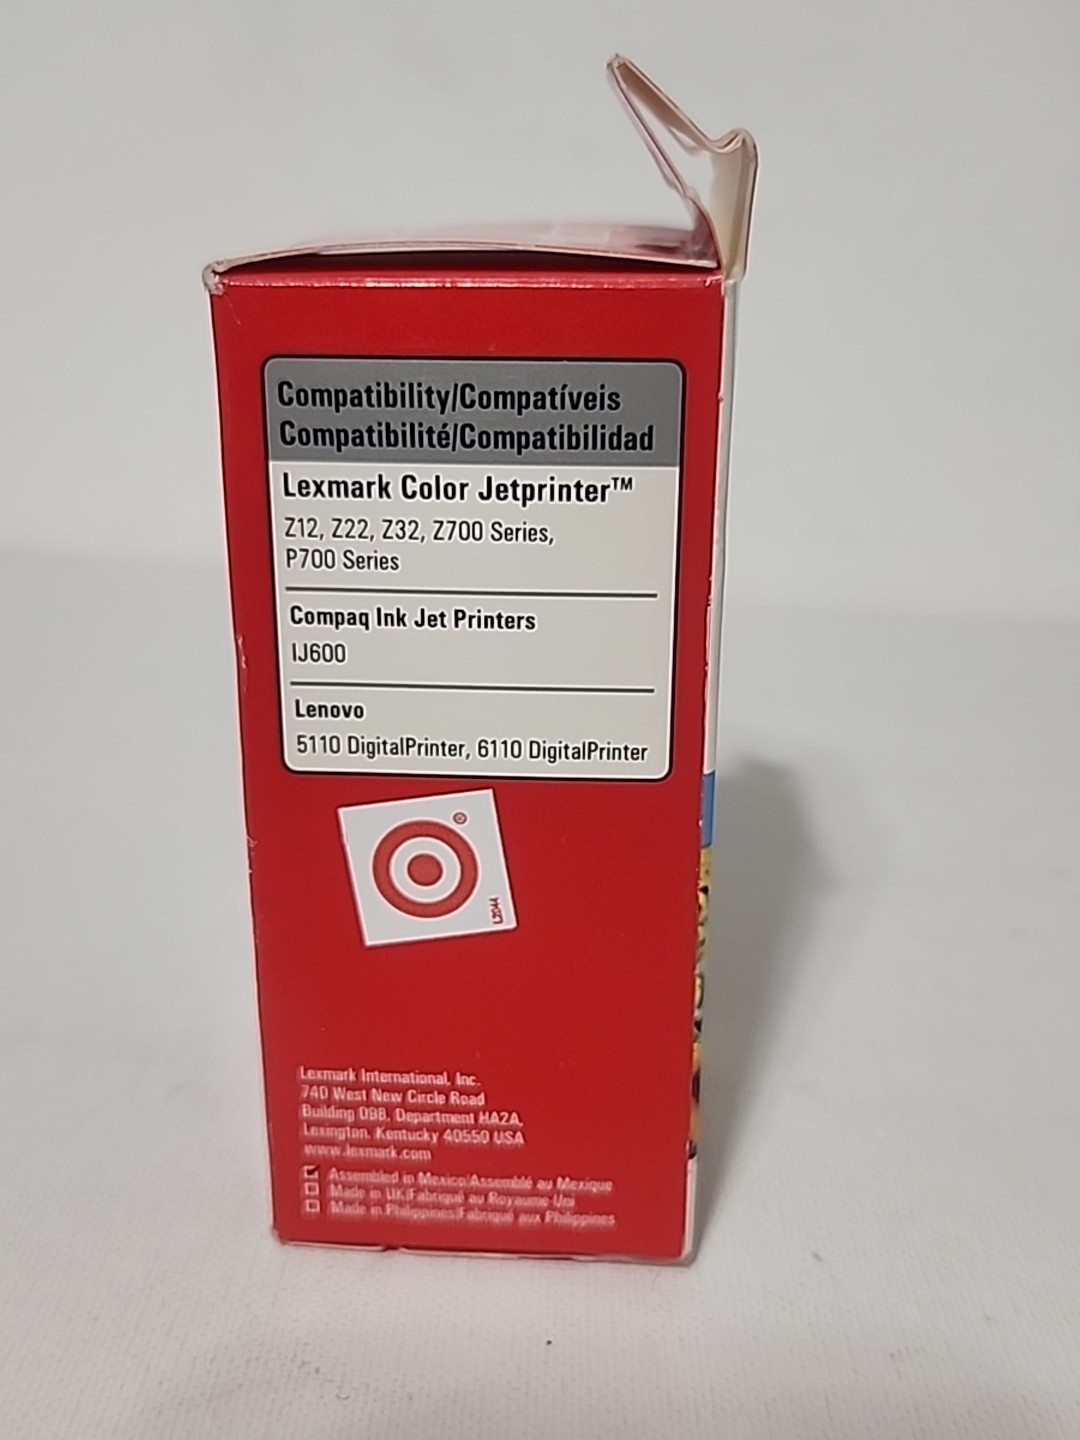 Compatibility/Compatíveis
Compatibilité/Compatibilidad
Lexmark Color Jetprinter™
Z12, Z22, Z32, Z700 Series,
P700 Series
Compaq Ink Jet Printers
IJ600
Lenovo
5110 DigitalPrinter, 6110 DigitalPrinter
L2044
Lexmark International, Inc.
740 West New Circle Road
Building 09B, Department HA2A,
Lexington, Kentucky 40550 USA
www.lexmark.com
Assembled in Mexico/Assemblé au Mexique
Made in UK/Fabriqué au Royaume-Uni
Made in Philippines/Fabriqué aux Philippines